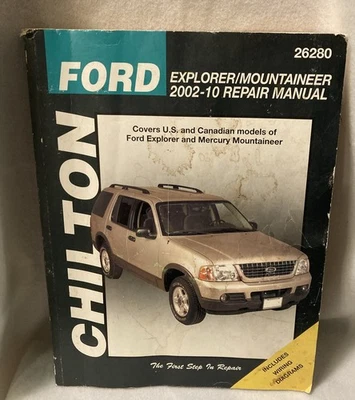 26280
FORD
EXPLORER/MOUNTAINEER
2002-10 REPAIR MANUAL
CHILTON
Covers U.S. and Canadian models of
Ford Explorer and Mercury Mountaineer
The First Step In Repair
INCLUDES
WIRING
DIAGRAMS